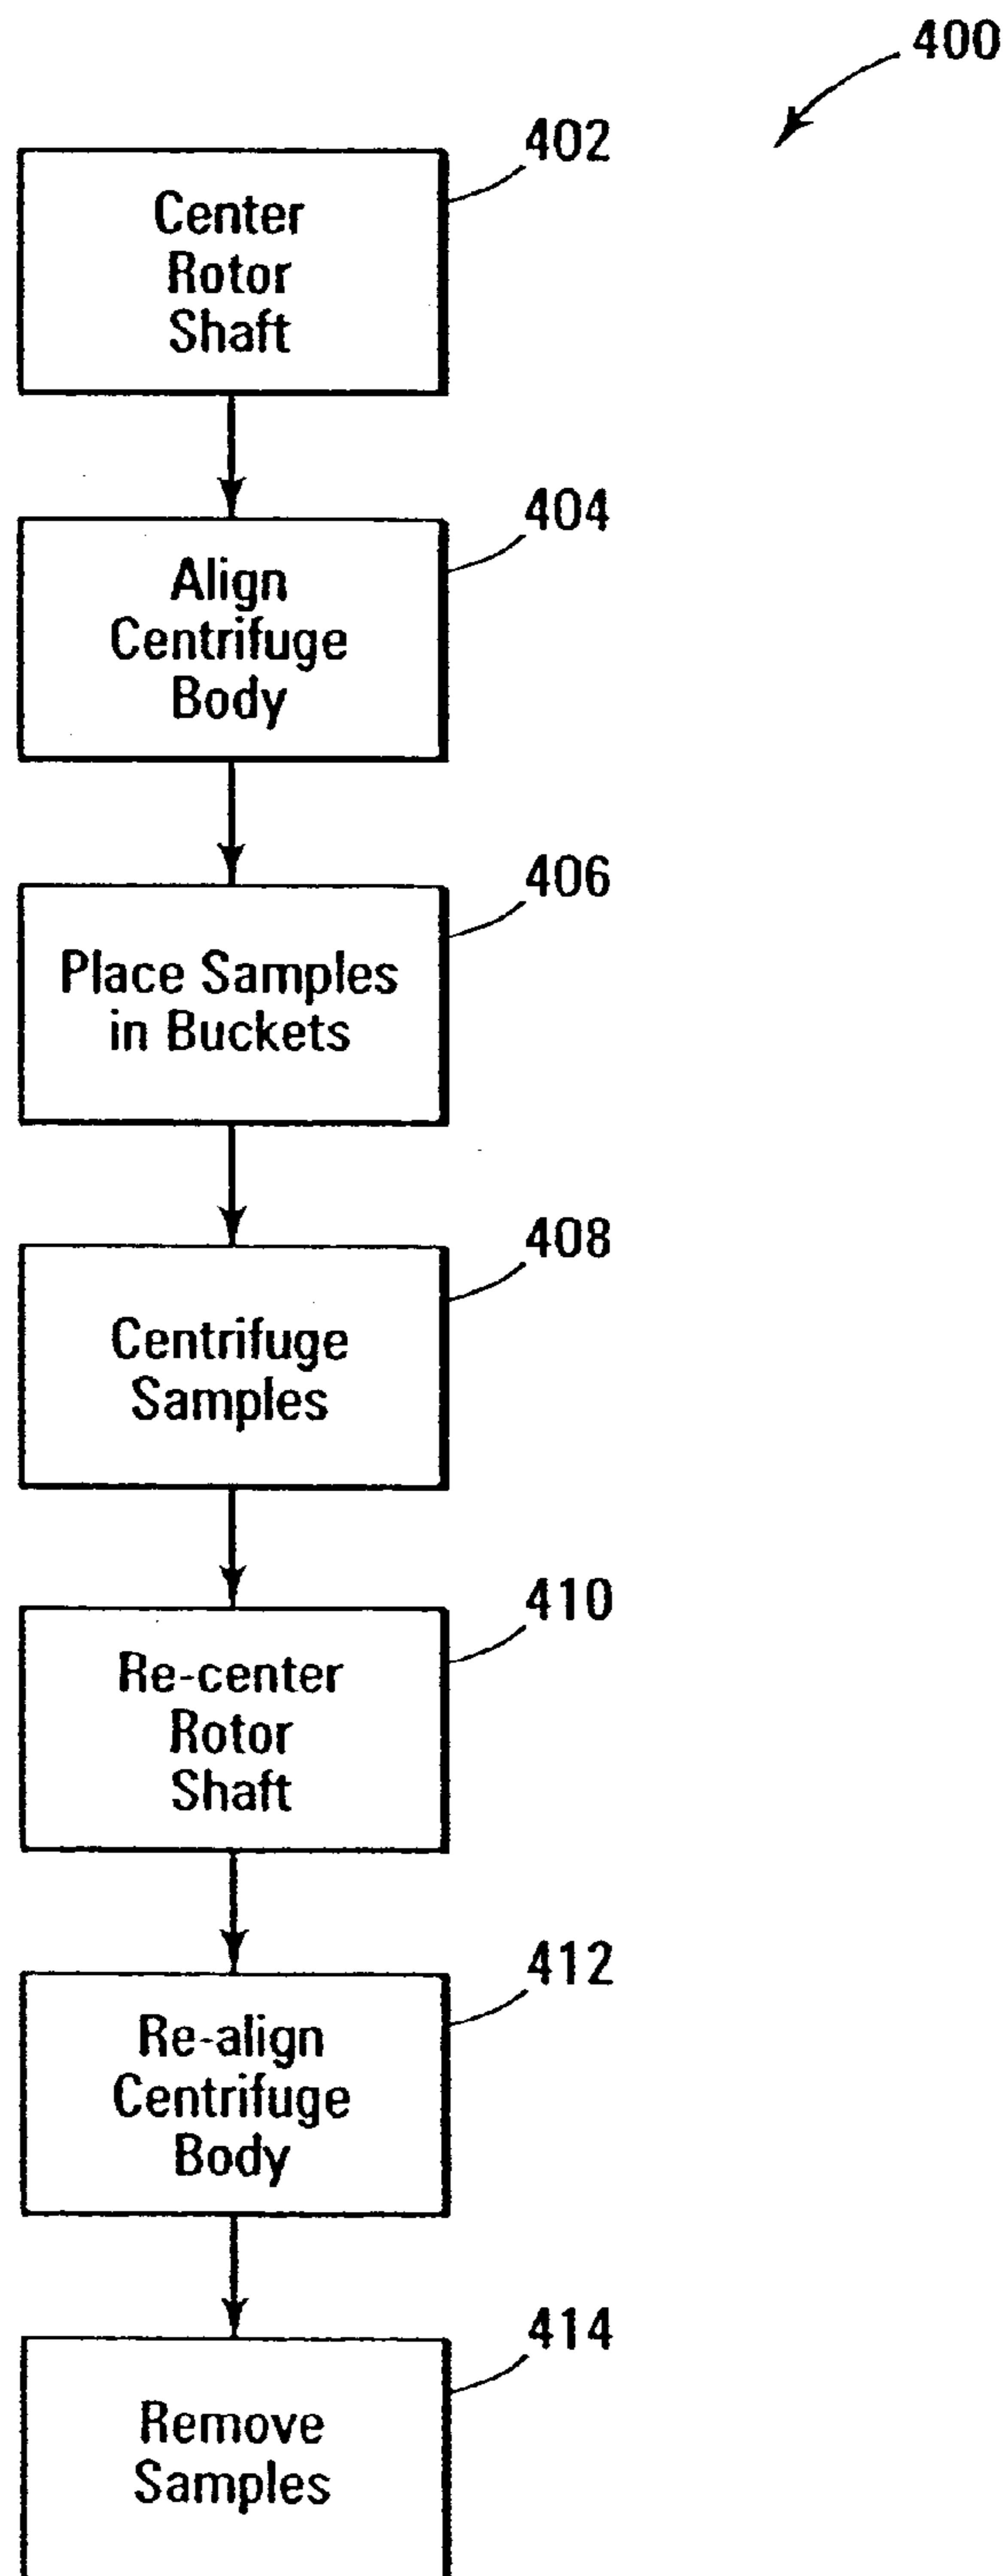 400
402
Center
Rotor
Shaft
404
Align
Centrifuge
Body
406
Place Samples
in Buckets
408
Centrifuge
Samples
410
Re-center
Rotor
Shaft
412
Re-align
Centrifuge
Body
414
Remove
Samples